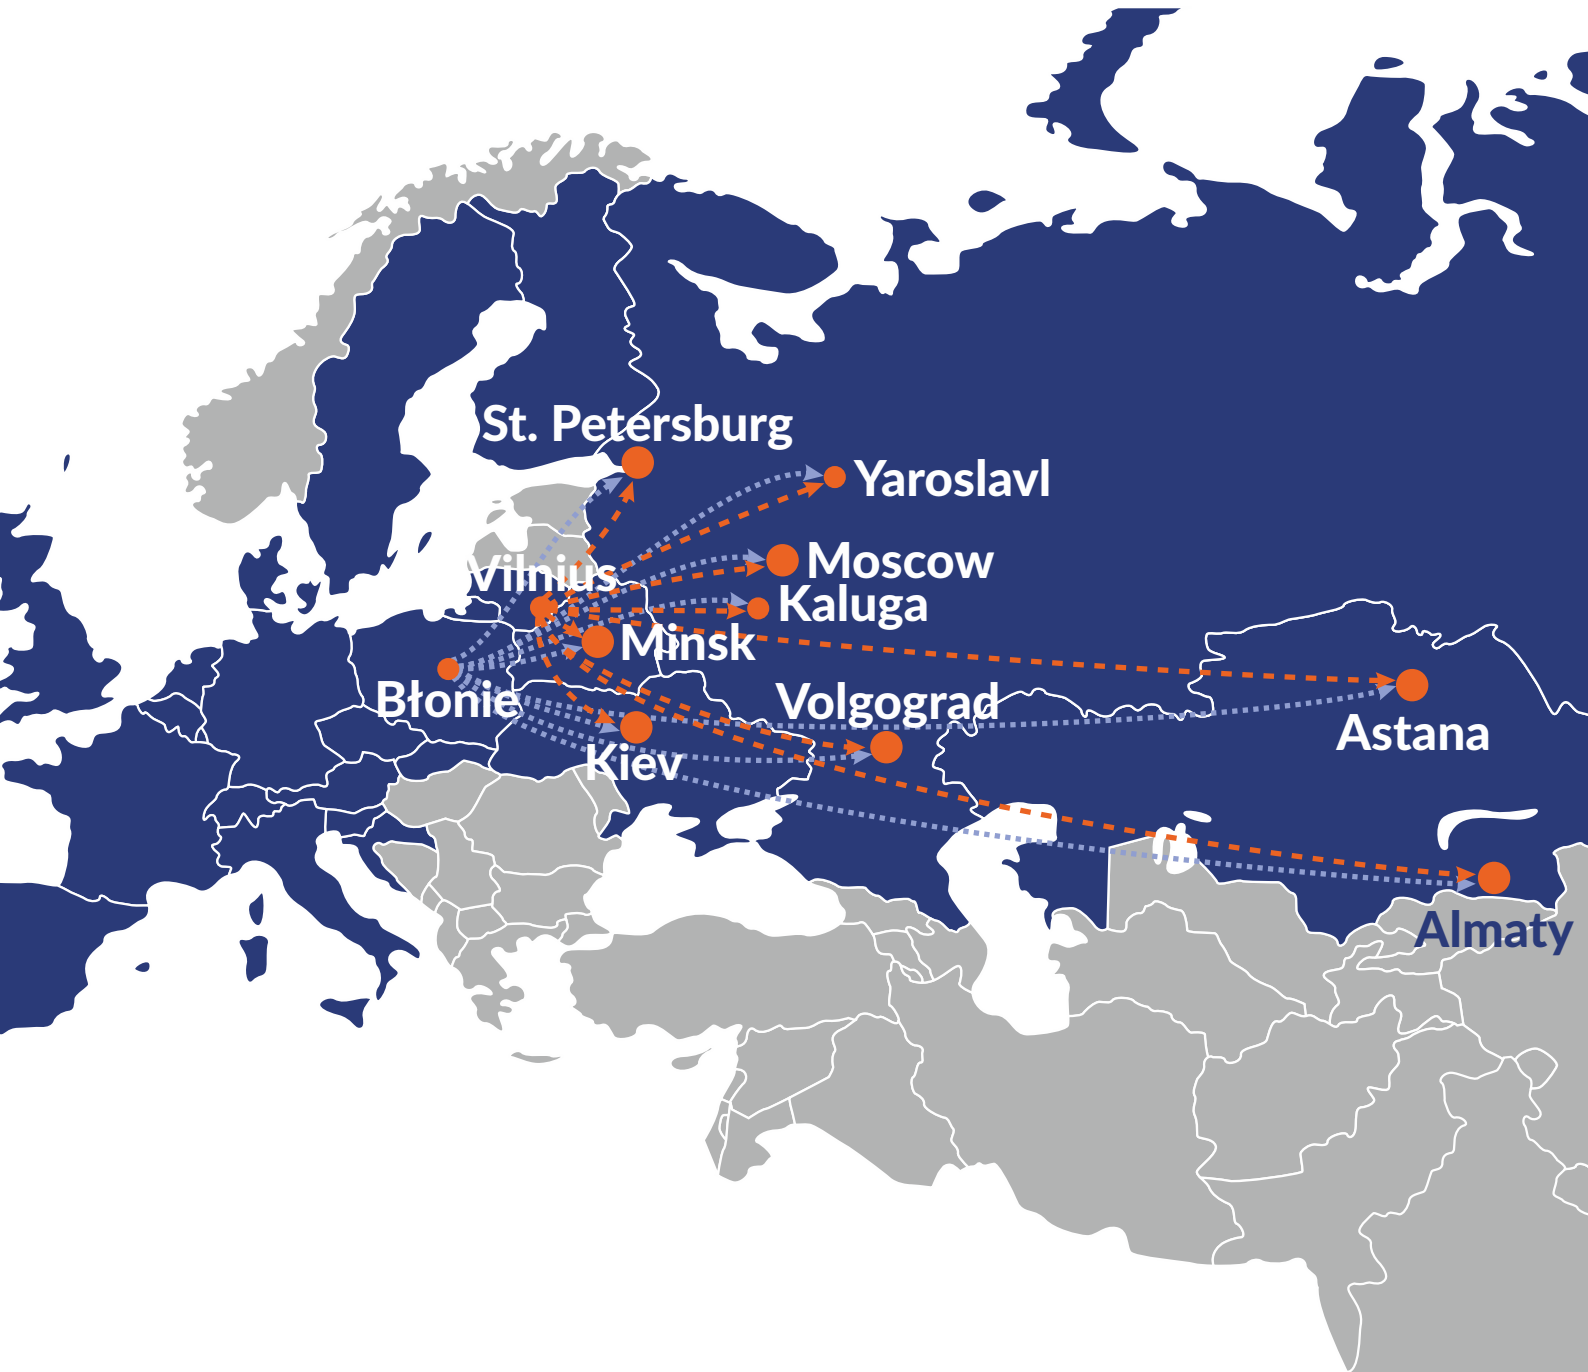 St. Petersburg
Yaroslavl
Moscow
Vilnius
Kaluga
Minsk
Błonie
Volgograd
Astana
Kiev
Almaty